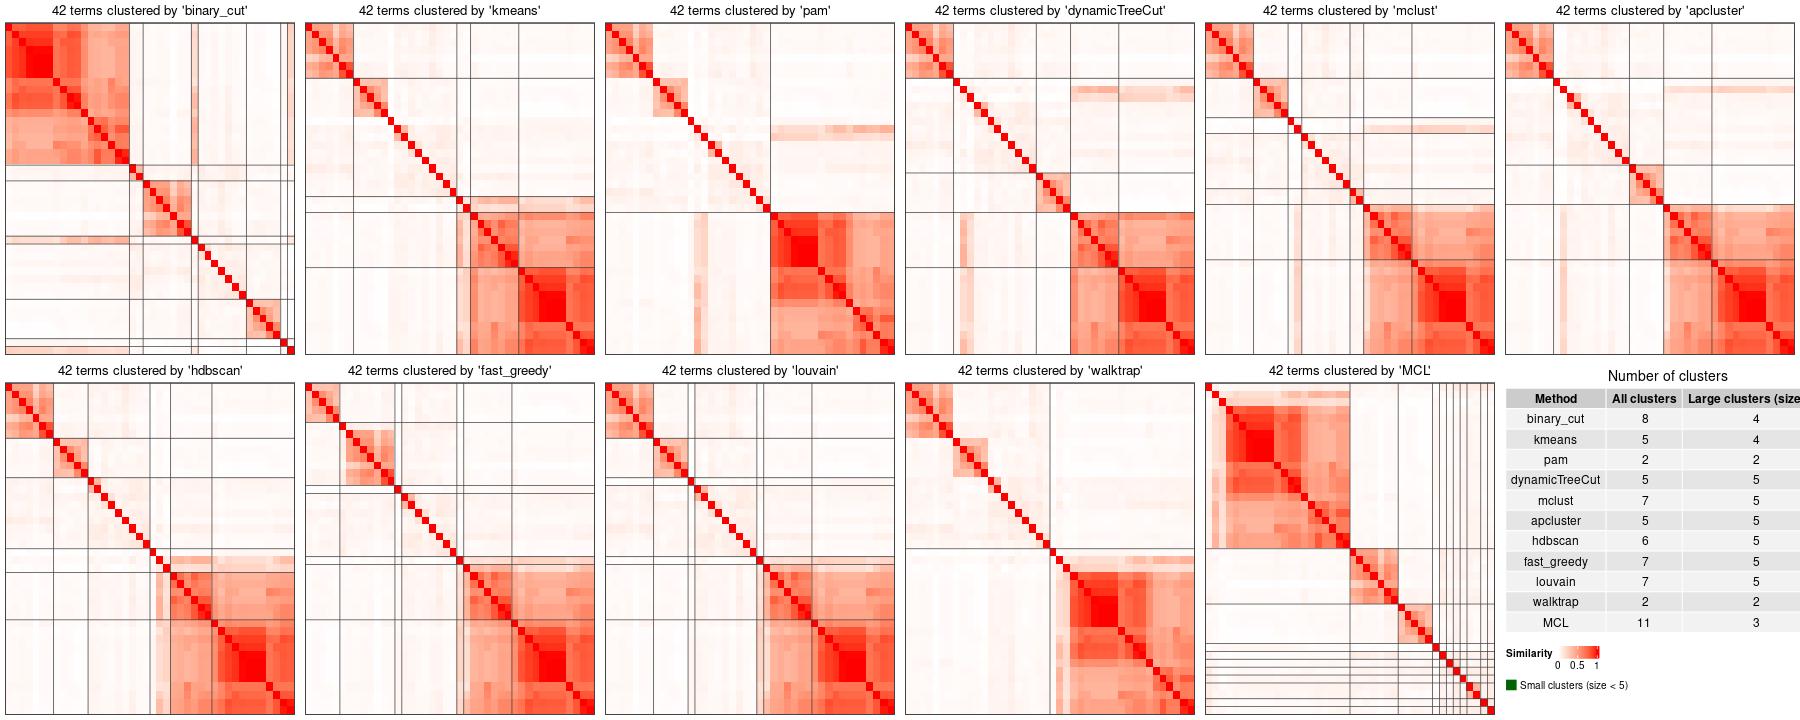 42 terms clustered by 'binary_cut'
42 terms clustered by 'kmeans'
42 terms clustered by 'pam'
42 terms clustered by 'dynamicTreeCut'
42 terms clustered by 'mclust'
42 terms clustered by 'apcluster'
42 terms clustered by 'hdbscan'
42 terms clustered by 'fast_greedy'
42 terms clustered by 'louvain'
42 terms clustered by 'walktrap'
42 terms clustered by 'MCL'
Number of clusters
Method All clusters Large clusters (size
binary_cut 8 4
kmeans 5 4
pam 2 2
dynamicTreeCut 5 5
mclust 7 5
apcluster 5 5
hdbscan 6 5
fast_greedy 7 5
louvain 7 5
walktrap 2 2
MCL 11 3
Similarity
0 0.5 1
Small clusters (size < 5)